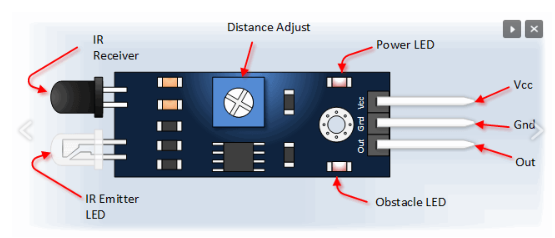 IR
Receiver
Distance Adjust
Power LED
Vcc
Vcc
Gnd
Gnd
Out
Out
IR Emitter
LED
Obstacle LED